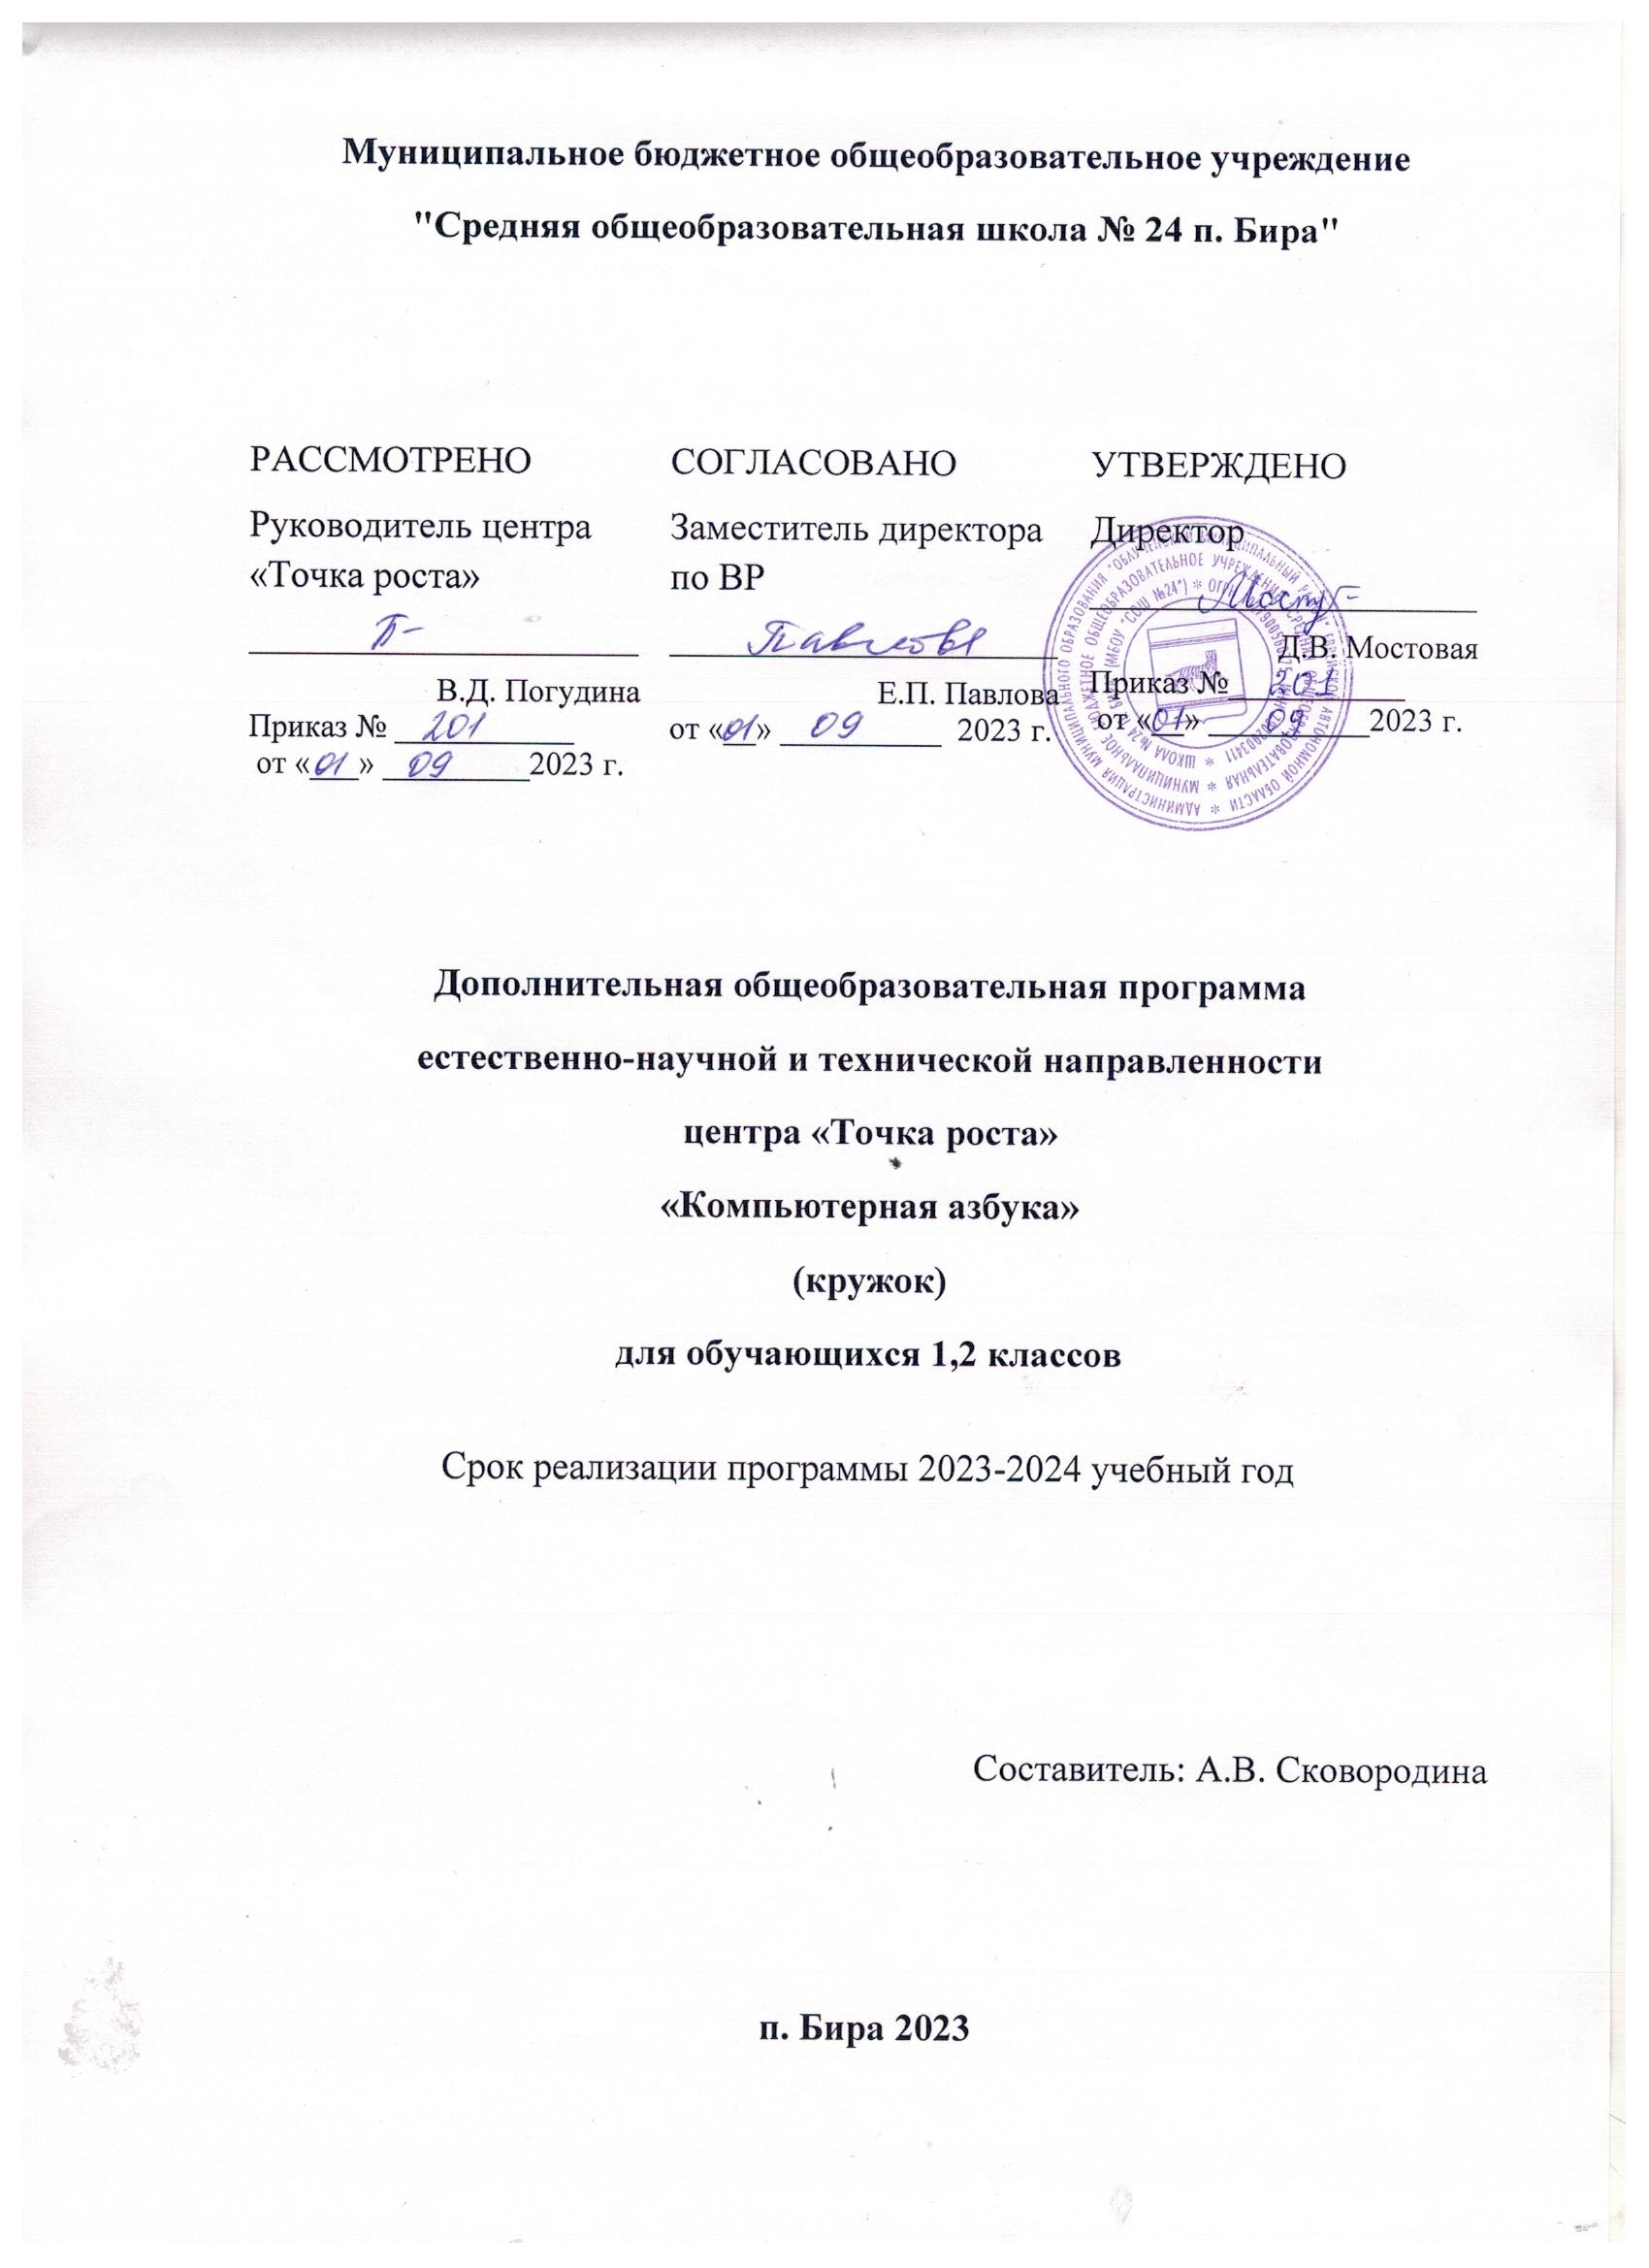 Муниципальное бюджетное общеобразовательное учреждение
"Средняя общеобразовательная школа № 24 п. Бира"
РАССМОТРЕНО
Руководитель центра
«Точка роста»
В.Д. Погудина
Приказ № 201
от «01» 09 2023 г.
СОГЛАСОВАНО
Заместитель директора
по ВР
Павлова
Е.П. Павлова
от «01» 09 2023 г.
УТВЕРЖДЕНО
Директор
Д.В. Мостовая
Приказ № 201
от «01» 09 2023 г.
Дополнительная общеобразовательная программа
естественно-научной и технической направленности
центра «Точка роста»
«Компьютерная азбука»
(кружок)
для обучающихся 1,2 классов
Срок реализации программы 2023-2024 учебный год
Составитель: А.В. Сковородина
п. Бира 2023